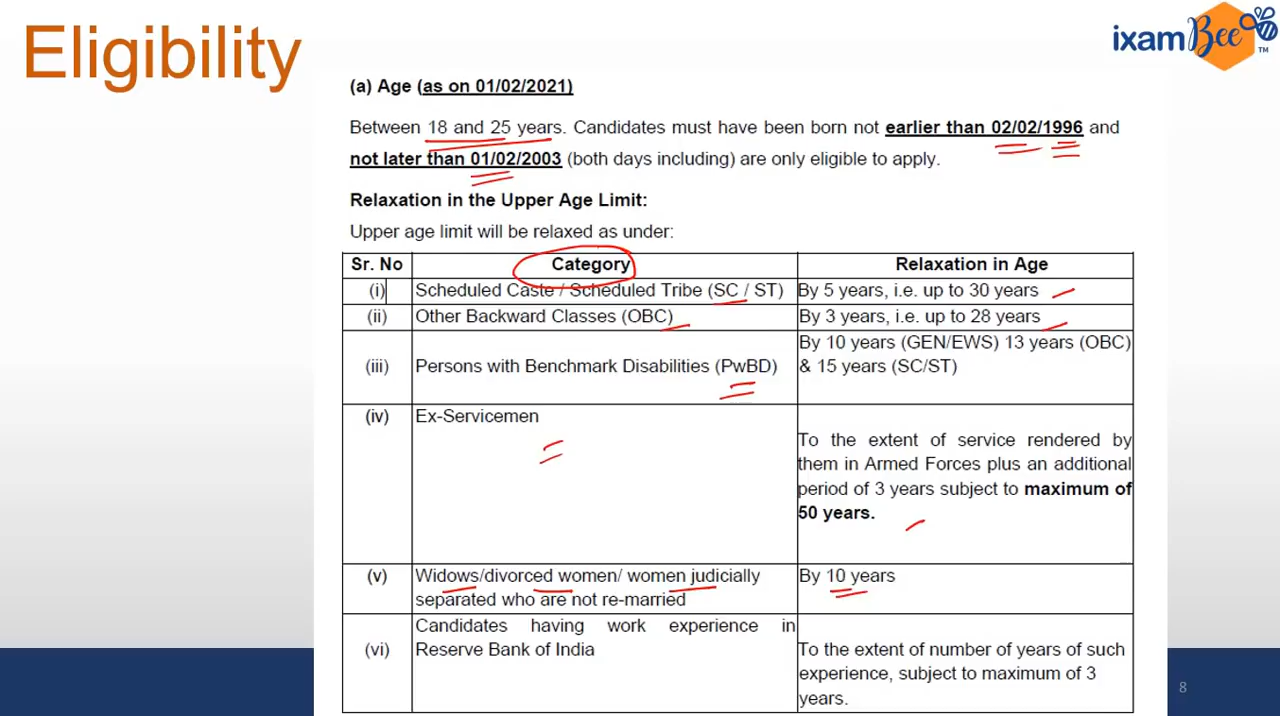 Eligibility
ixamBee TM
(a) Age (as on 01/02/2021)
Between 18 and 25 years. Candidates must have been born not earlier than 02/02/1996 and
not later than 01/02/2003 (both days including) are only eligible to apply.
Relaxation in the Upper Age Limit:
Upper age limit will be relaxed as under:
Sr. No Category Relaxation in Age
(i) Scheduled Caste / Scheduled Tribe (SC / ST) By 5 years, i.e. up to 30 years
(ii) Other Backward Classes (OBC) By 3 years, i.e. up to 28 years
(iii) Persons with Benchmark Disabilities (PwBD)
By 10 years (GEN/EWS) 13 years (OBC)
& 15 years (SC/ST)
(iv) Ex-Servicemen
To the extent of service rendered by
them in Armed Forces plus an additional
period of 3 years subject to maximum of
50 years.
(v) Widows/divorced women/ women judicially
separated who are not re-married
By 10 years
(vi) Candidates having work experience in
Reserve Bank of India
To the extent of number of years of such
experience, subject to maximum of 3
years.
8